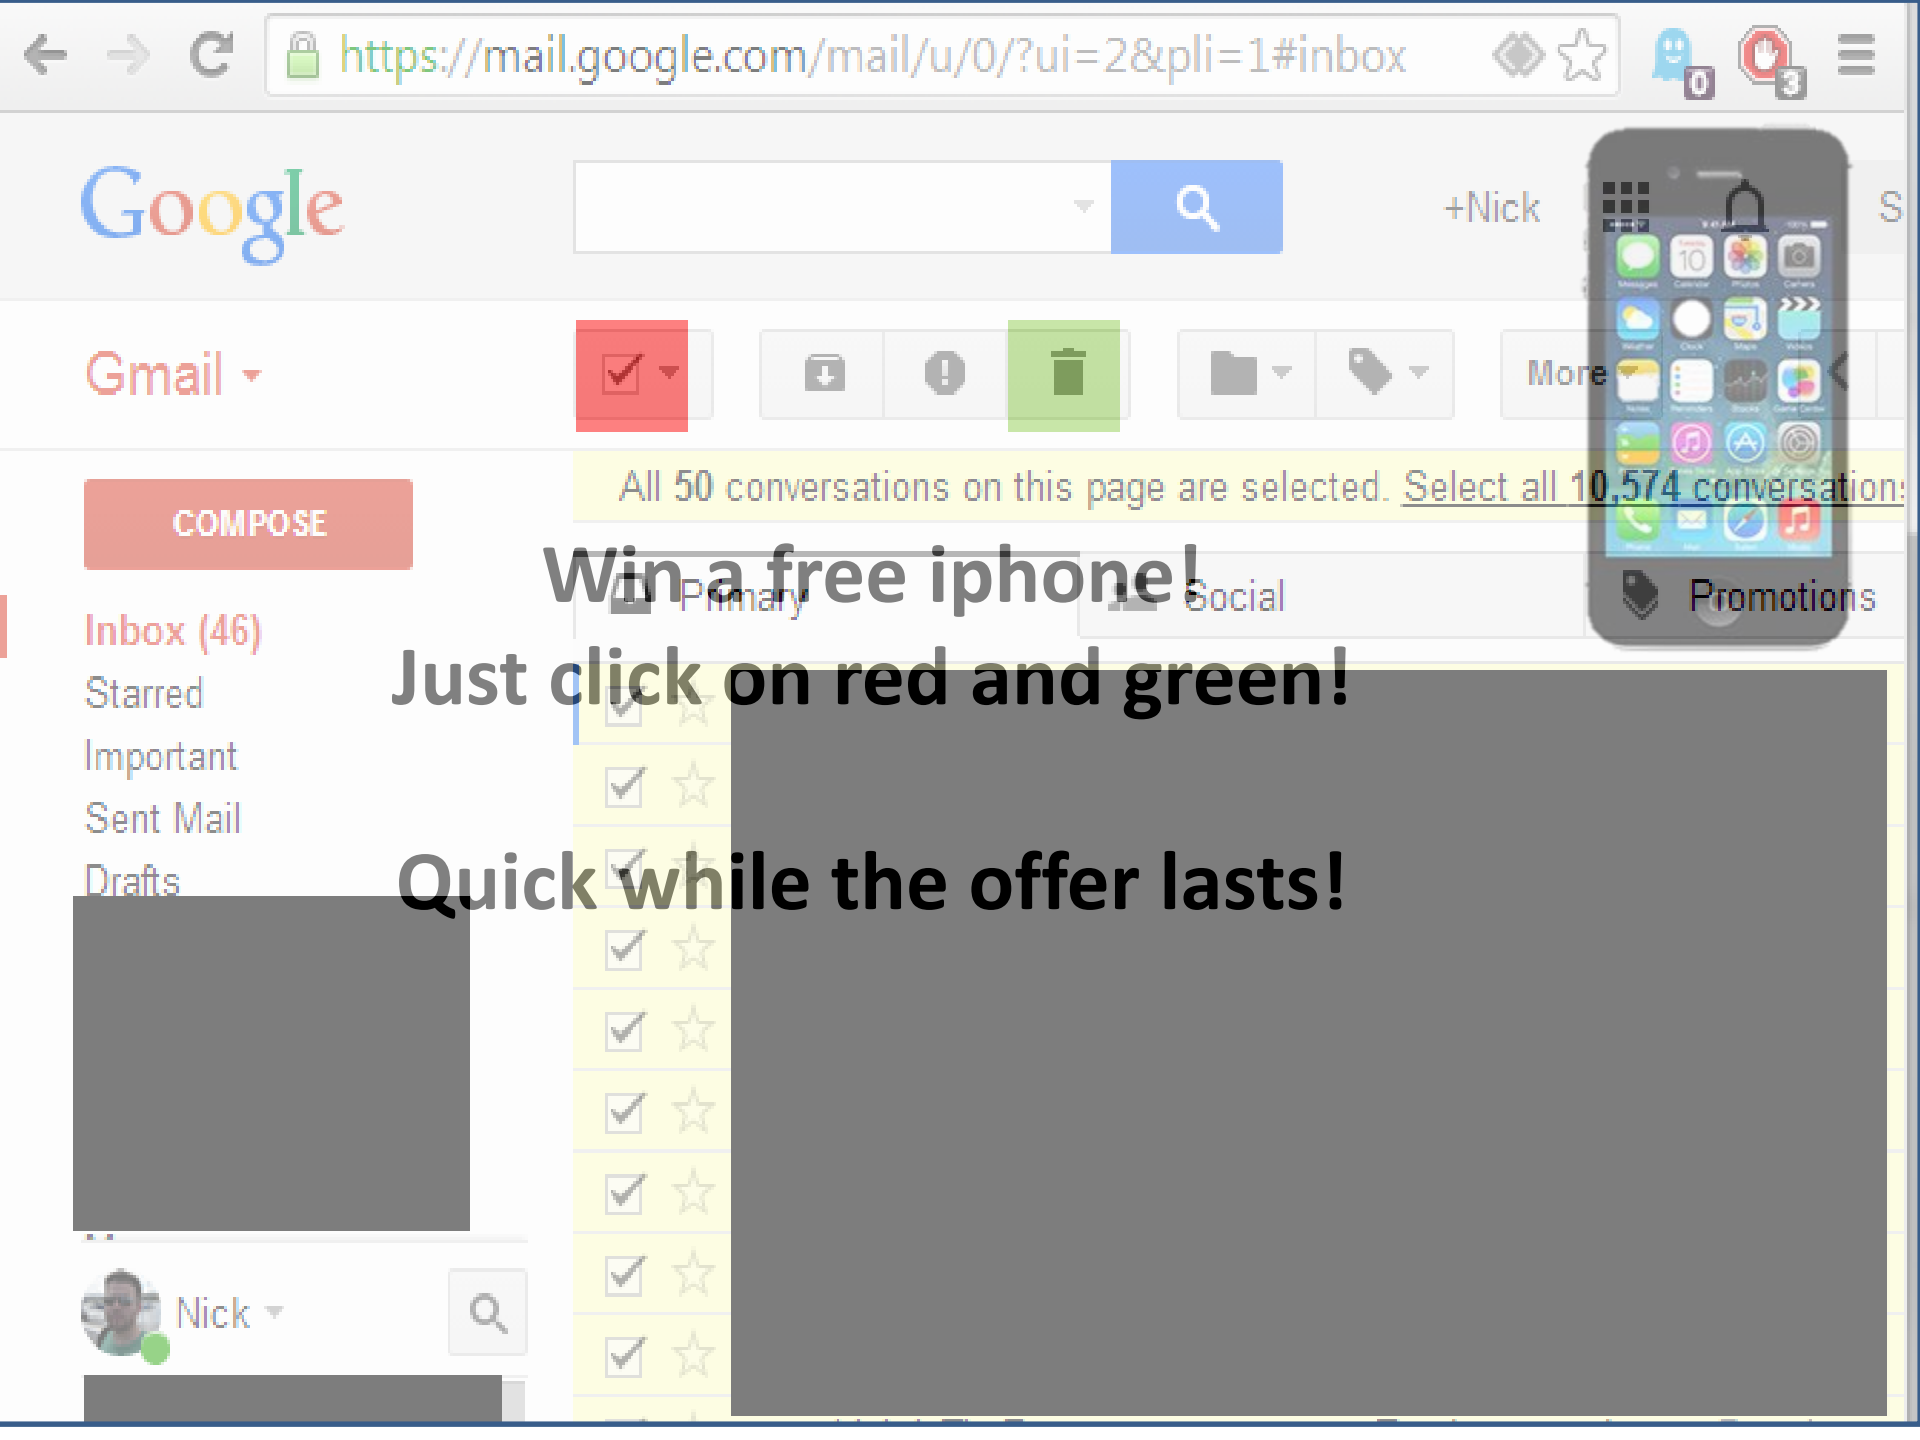 https://mail.google.com/mail/u/0/?ui=2&pli=1#inbox
0
3
Google
+Nick
S
Gmail
More
All 50 conversations on this page are selected. Select all 10,574 conversations
COMPOSE
Win a free iphone!
Primary
Social
Promotions
Inbox (46)
Just click on red and green!
Starred
Important
Sent Mail
Drafts
Quick while the offer lasts!
Nick